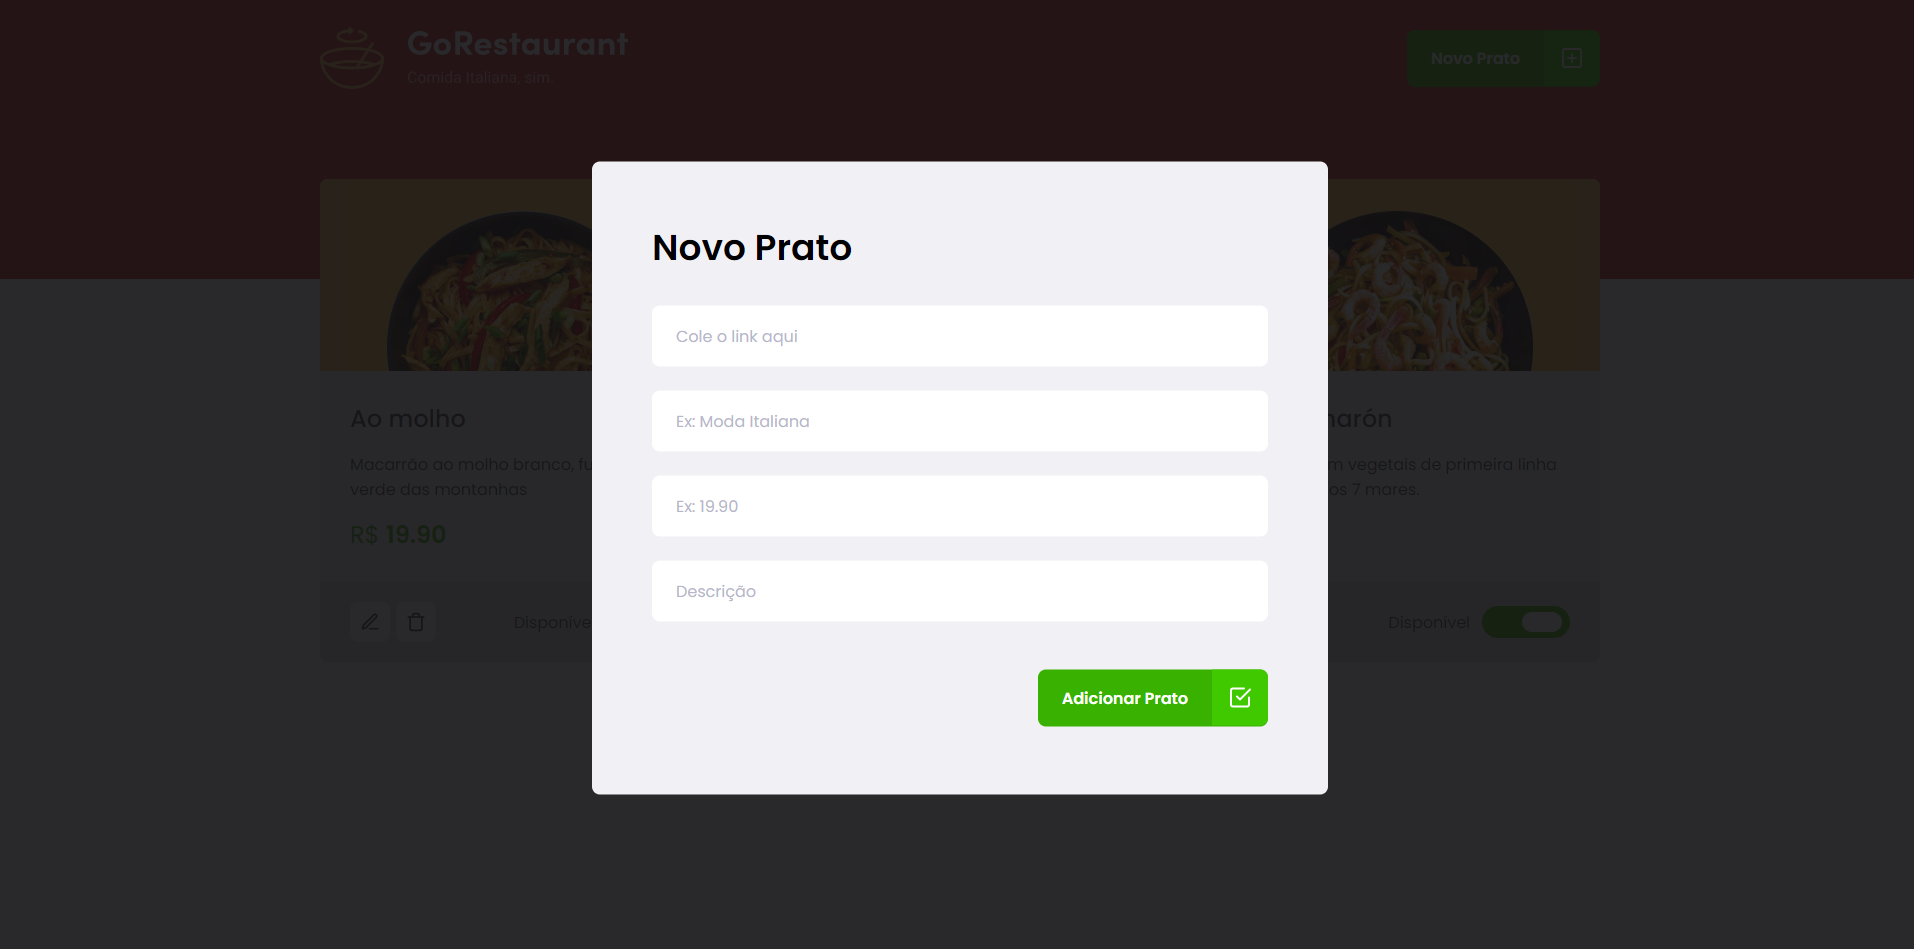 GoRestaurant
Comida Italiana, sim
Novo Prato
Novo Prato
Cole o link aqui
Ex: Moda Italiana
Ex: 19.90
Descrição
Adicionar Prato
Ao molho
Macarrão ao molho branco, fu
verde das montanhas
R$ 19.90
Disponíve
narón
m vegetais de primeira linha
os 7 mares.
Disponível